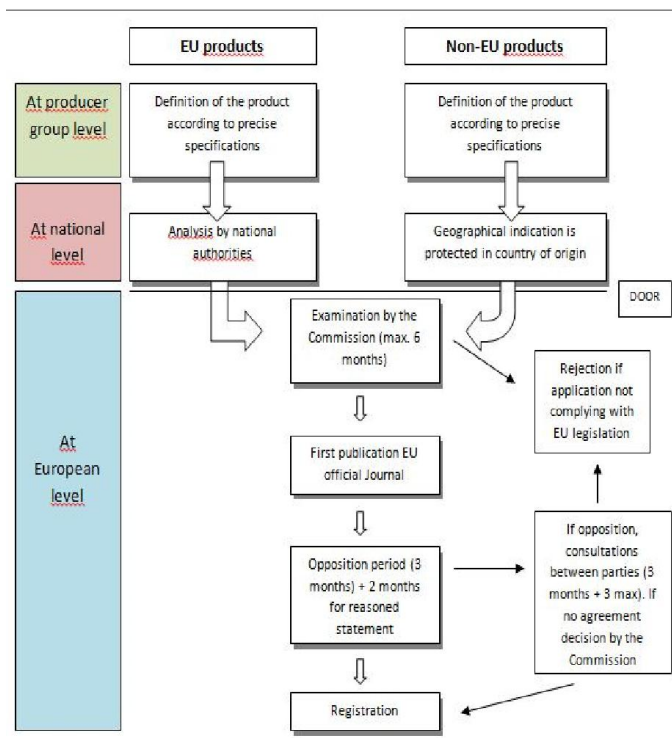 EU products
Non-EU products
At producer
group level
Definition of the product
according to precise
specifications
Definition of the product
according to precise
specifications
At national
level
Analysis by national
authorities
Geographical indication is
protected in country of origin
DOOR
At
European
level
Examination by the
Commission (max. 6
months)
Rejection if
application not
complying with
EU legislation
First publication EU
official Journal
Opposition period (3
months) + 2 months
for reasoned
statement
If opposition,
consultations
between parties (3
months + 3 max). If
no agreement
decision by the
Commission
Registration